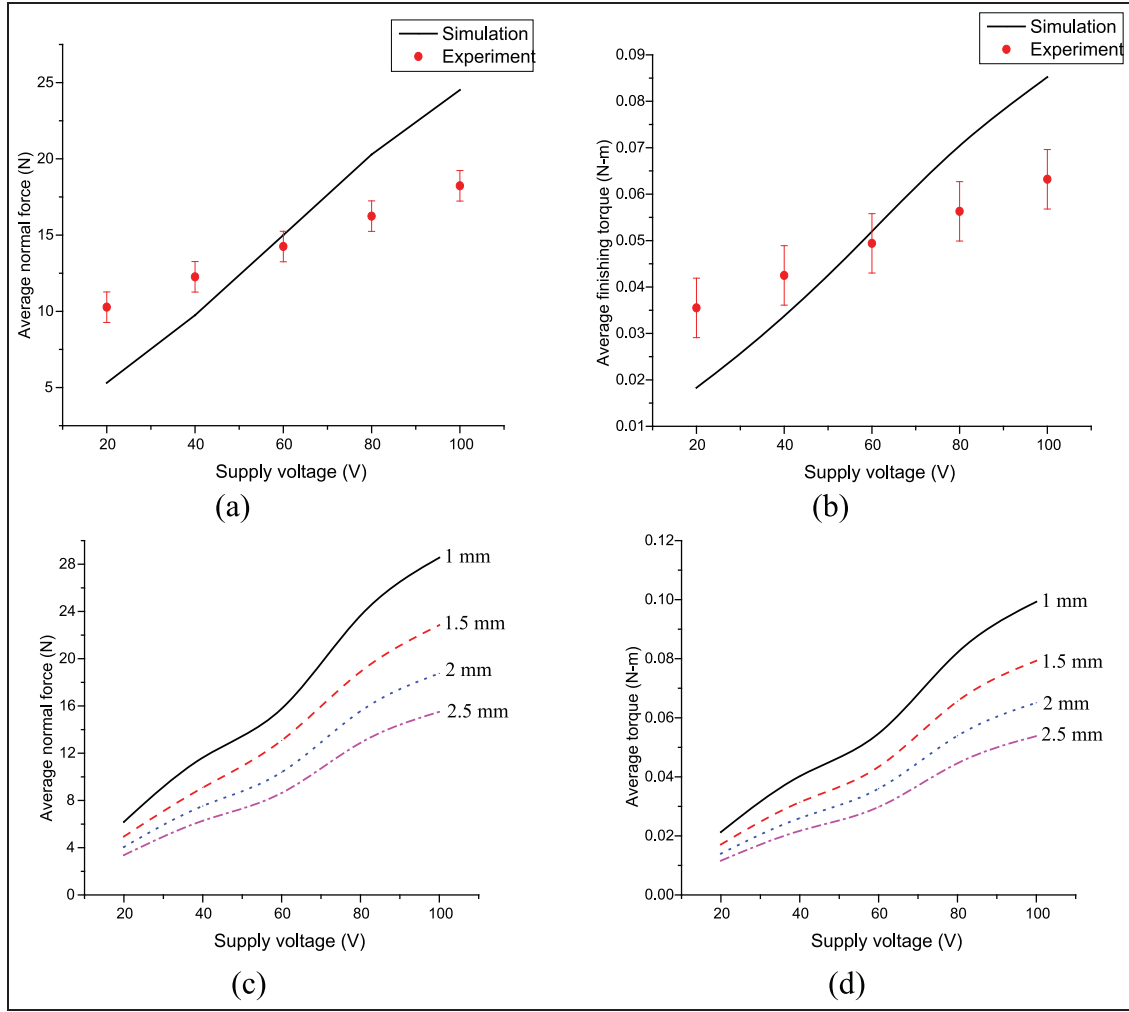 Simulation
Experiment
Average normal force (N)
25
20
15
10
5
20 40 60 80 100
Supply voltage (V)
(a)
Simulation
Experiment
Average finishing torque (N-m)
0.09
0.08
0.07
0.06
0.05
0.04
0.03
0.02
0.01
20 40 60 80 100
Supply voltage (V)
(b)
Average normal force (N)
28
24
20
16
12
8
4
0
1 mm
1.5 mm
2 mm
2.5 mm
20 40 60 80 100
Supply voltage (V)
(c)
Average torque (N-m)
0.12
0.10
0.08
0.06
0.04
0.02
0.00
1 mm
1.5 mm
2 mm
2.5 mm
20 40 60 80 100
Supply voltage (V)
(d)